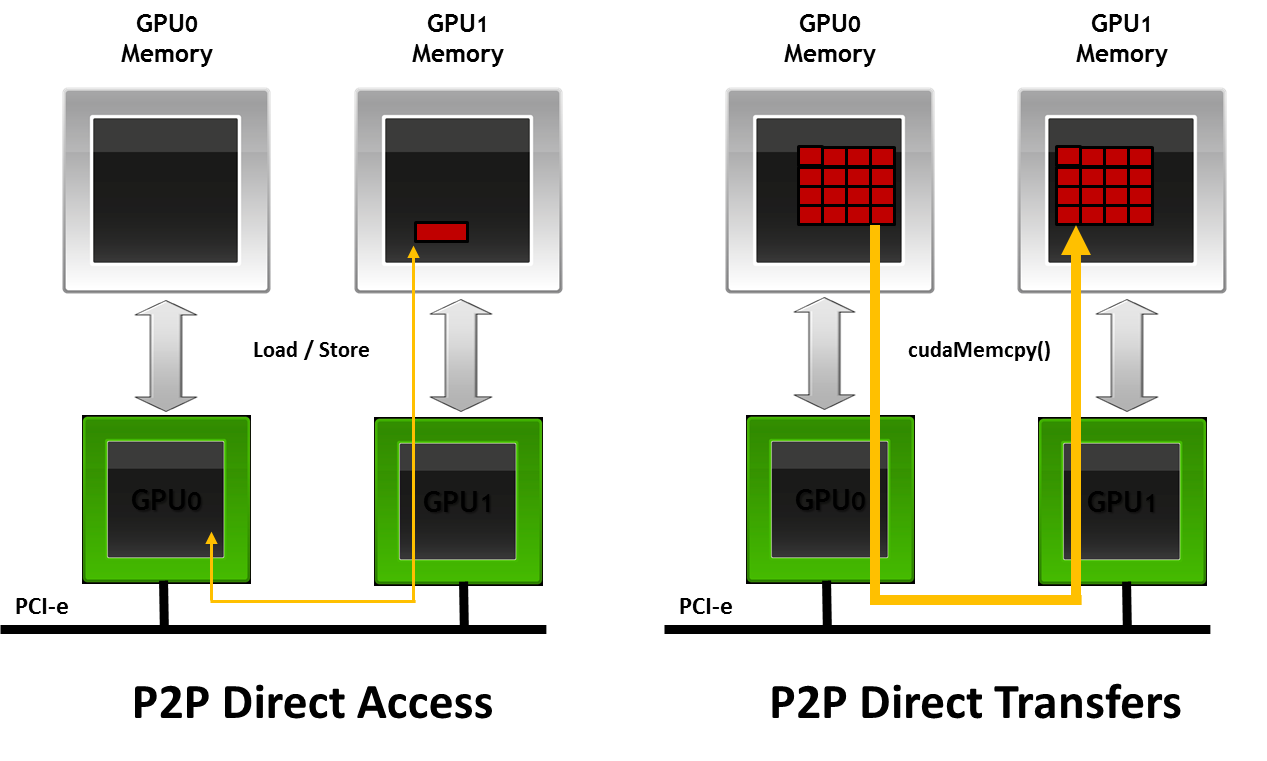 GPU0
Memory
GPU1
Memory
Load / Store
GPU0
GPU1
PCI-e
P2P Direct Access
GPU0
Memory
GPU1
Memory
cudaMemcpy()
GPU0
GPU1
PCI-e
P2P Direct Transfers